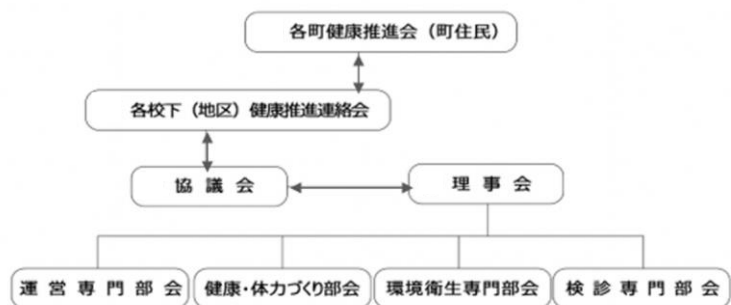 各町健康推進会（町住民）
各校下（地区）健康推進連絡会
協議会
理事会
運営専門部会
健康・体力づくり部会
環境衛生専門部会
検診専門部会